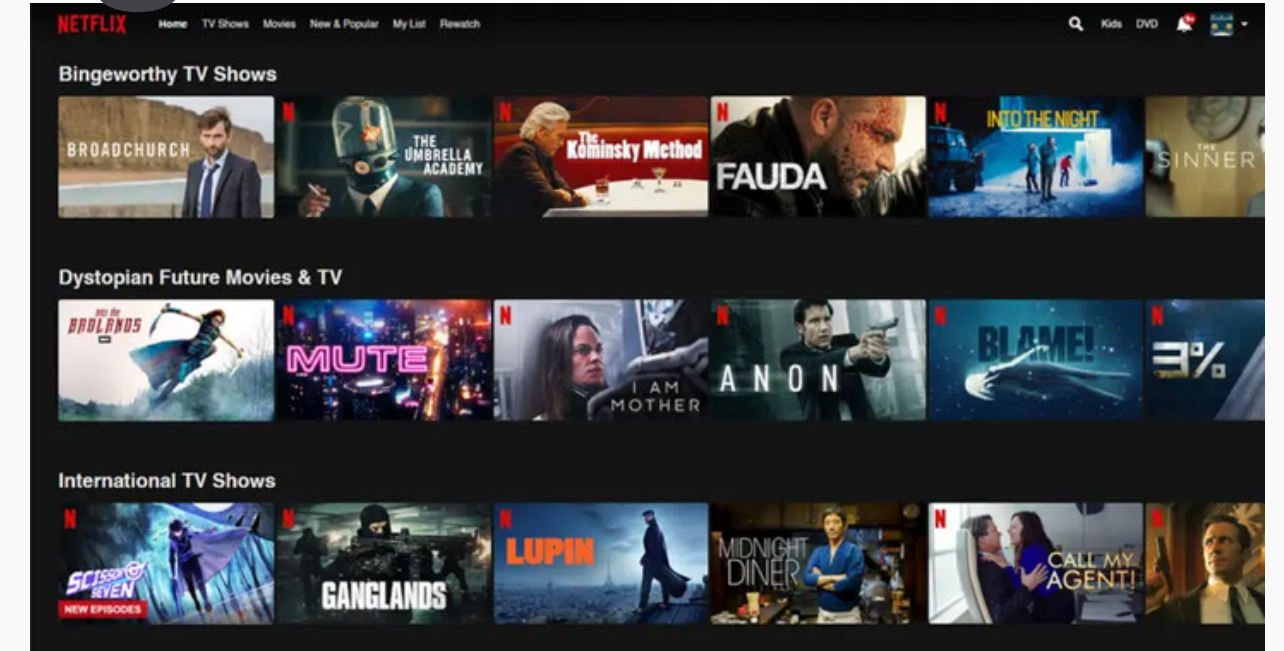 NETFLIX Home TV Shows Movies New & Popular My List Rewatch Kids DVD
Bingeworthy TV Shows
BROADCHURCH
N
THE
UMBRELLA
ACADEMY
N
The
Kominsky Method
N
FAUDA
N
INTO THE NIGHT
THE
SINNER
Dystopian Future Movies & TV
INTO the
BADLANDS
N
MUTE
N
I AM
MOTHER
N
ANON
N
BLAME!
N
3%
International TV Shows
N
SCISSOR
SEVEN
NEW EPISODES
N
GANGLANDS
N
LUPIN
MIDNIGHT
DINER
N
CALL MY
AGENT!
N